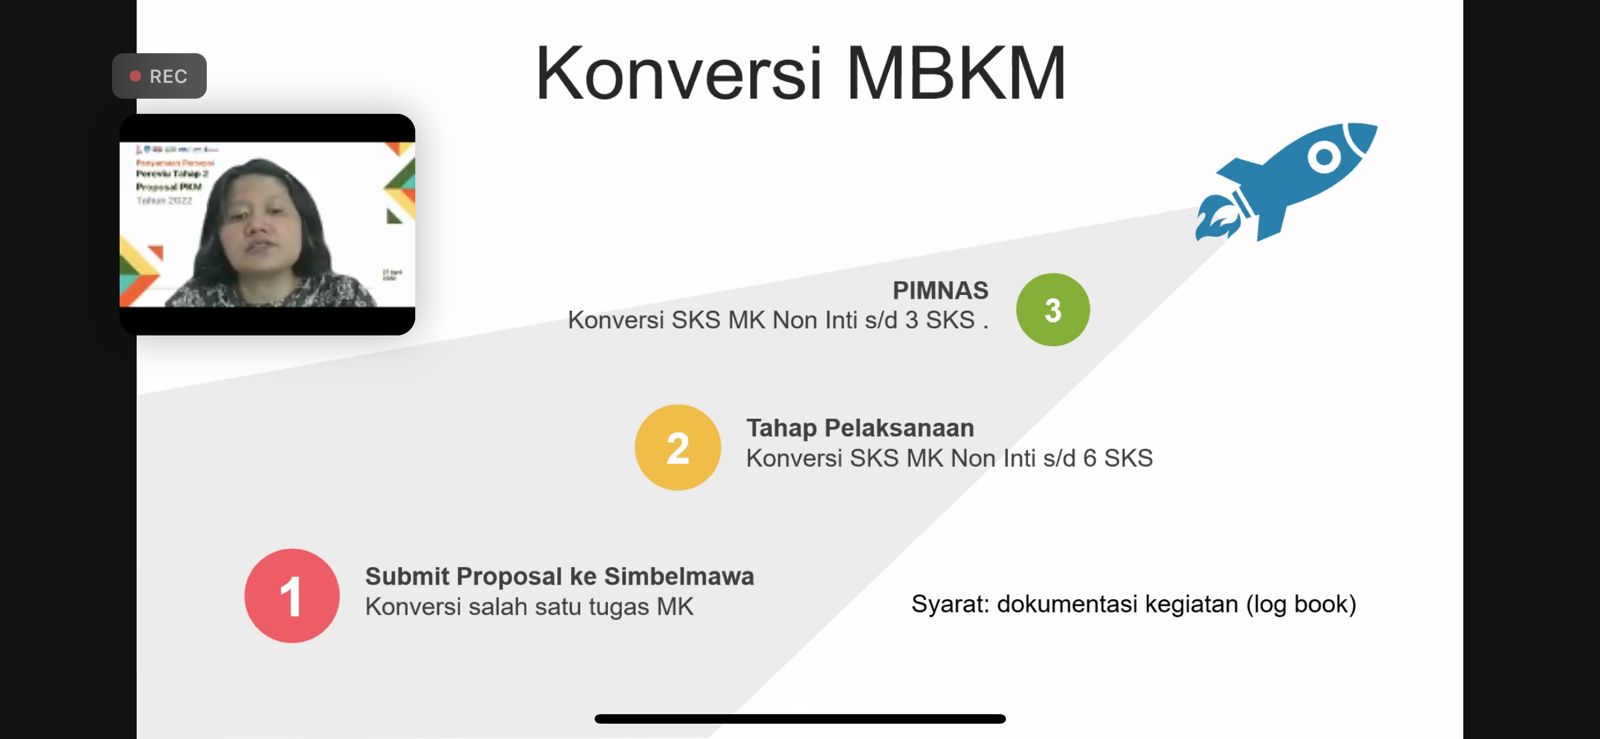 Konversi MBKM
REC
Penyamaan Persepsi
Pereviu Tahap 2
Proposal PKM
Tahun 2022
PIMNAS
Konversi SKS MK Non Inti s/d 3 SKS .
3
2
Tahap Pelaksanaan
Konversi SKS MK Non Inti s/d 6 SKS
1
Submit Proposal ke Simbelmawa
Konversi salah satu tugas MK
Syarat: dokumentasi kegiatan (log book)